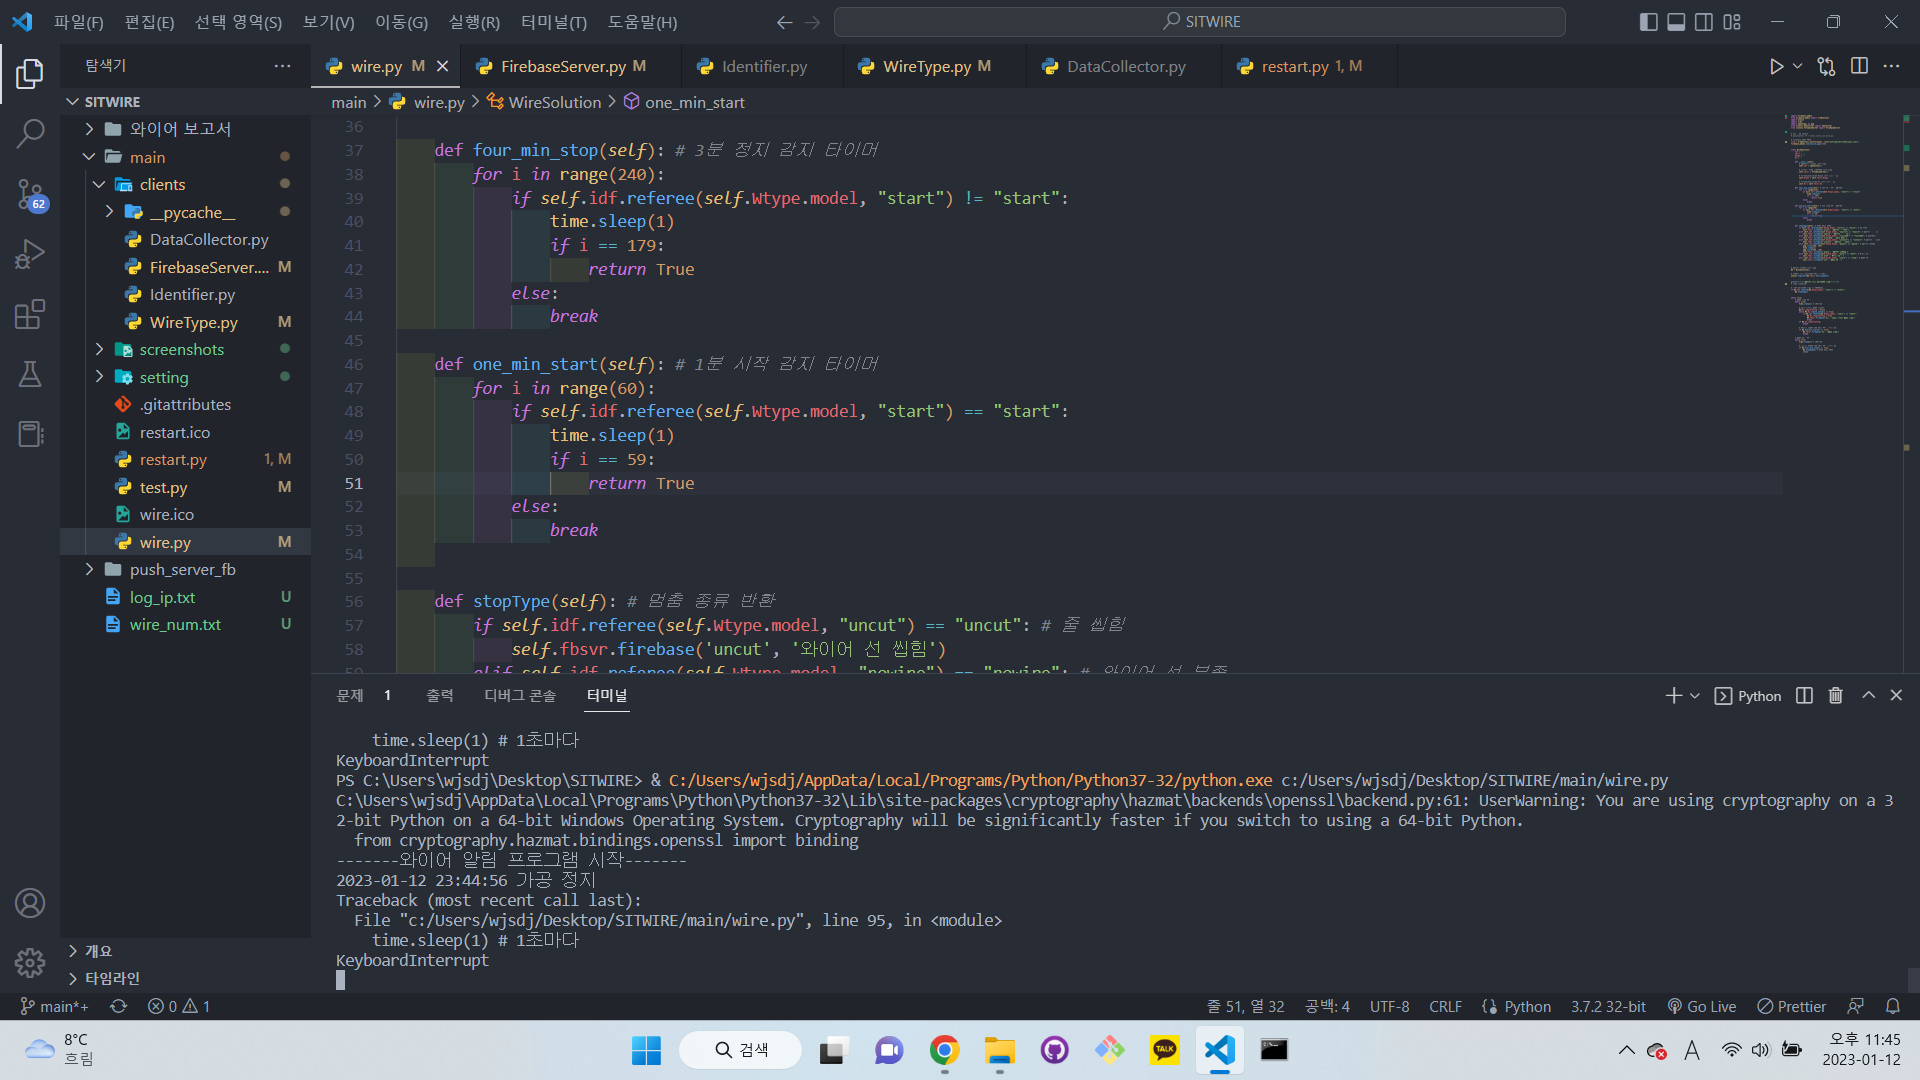 파일(F) 편집(E) 선택 영역(S) 보기(V) 이동(G) 실행(R) 터미널(T) 도움말(H)
SITWIRE
탐색기
wire.py M
FirebaseServer.py M
Identifier.py
WireType.py M
DataCollector.py
restart.py 1, M
SITWIRE
와이어 보고서
main
clients
__pycache__
DataCollector.py
FirebaseServer.... M
Identifier.py
WireType.py M
screenshots
setting
.gitattributes
restart.ico
restart.py 1, M
test.py M
wire.ico
wire.py M
push_server_fb
log_ip.txt U
wire_num.txt U
개요
타임라인
62
main > wire.py > WireSolution > one_min_start
36
37 def four_min_stop(self): # 3분 정지 감지 타이머
38 for i in range(240):
39 if self.idf.referee(self.Wtype.model, "start") != "start":
40 time.sleep(1)
41 if i == 179:
42 return True
43 else:
44 break
45
46 def one_min_start(self): # 1분 시작 감지 타이머
47 for i in range(60):
48 if self.idf.referee(self.Wtype.model, "start") == "start":
49 time.sleep(1)
50 if i == 59:
51 return True
52 else:
53 break
54
55
56 def stopType(self): # 멈춤 종류 반환
57 if self.idf.referee(self.Wtype.model, "uncut") == "uncut": # 줄 씹힘
58 self.fbsvr.firebase('uncut', '와이어 선 씹힘')
59 elif self.idf.referee(self.Wtype.model, "nowire") == "nowire": # 와이어 선 부족
문제 1 출력 디버그 콘솔 터미널
Python
time.sleep(1) # 1초마다
KeyboardInterrupt
PS C:\Users\wjsdj\Desktop\SITWIRE> & C:/Users/wjsdj/AppData/Local/Programs/Python/Python37-32/python.exe c:/Users/wjsdj/Desktop/SITWIRE/main/wire.py
C:\Users\wjsdj\AppData\Local\Programs\Python\Python37-32\Lib\site-packages\cryptography\hazmat\backends\openssl\backend.py:61: UserWarning: You are using cryptography on a 3
2-bit Python on a 64-bit Windows Operating System. Cryptography will be significantly faster if you switch to using a 64-bit Python.
from cryptography.hazmat.bindings.openssl import binding
-------와이어 알림 프로그램 시작-------
2023-01-12 23:44:56 가공 정지
Traceback (most recent call last):
File "c:/Users/wjsdj/Desktop/SITWIRE/main/wire.py", line 95, in <module>
time.sleep(1) # 1초마다
KeyboardInterrupt
main*+ 0 1
줄 51, 열 32 공백: 4 UTF-8 CRLF Python 3.7.2 32-bit Go Live Prettier
8°C
흐림
검색
TALK
A
오후 11:45
2023-01-12